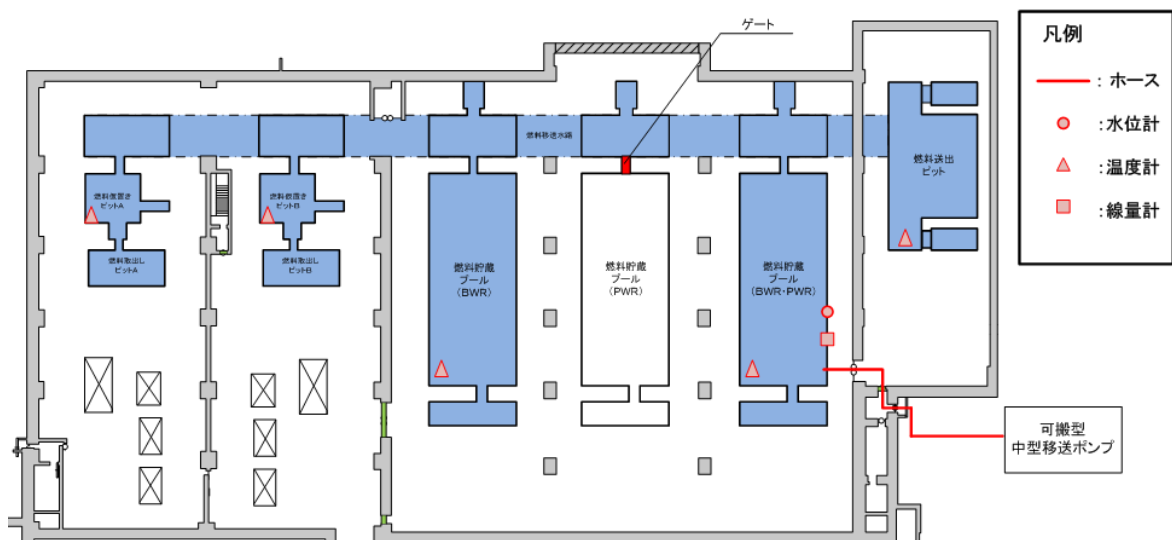 ゲート
凡例
：ホース
：水位計
：温度計
：線量計
燃料移送水路
燃料送出
ピット
燃料仮置き
ピットA
燃料仮置き
ピットB
燃料取出し
ピットA
燃料取出し
ピットB
燃料貯蔵
プール
（BWR）
燃料貯蔵
プール
（PWR）
燃料貯蔵
プール
（BWR・PWR）
可搬型
中型移送ポンプ